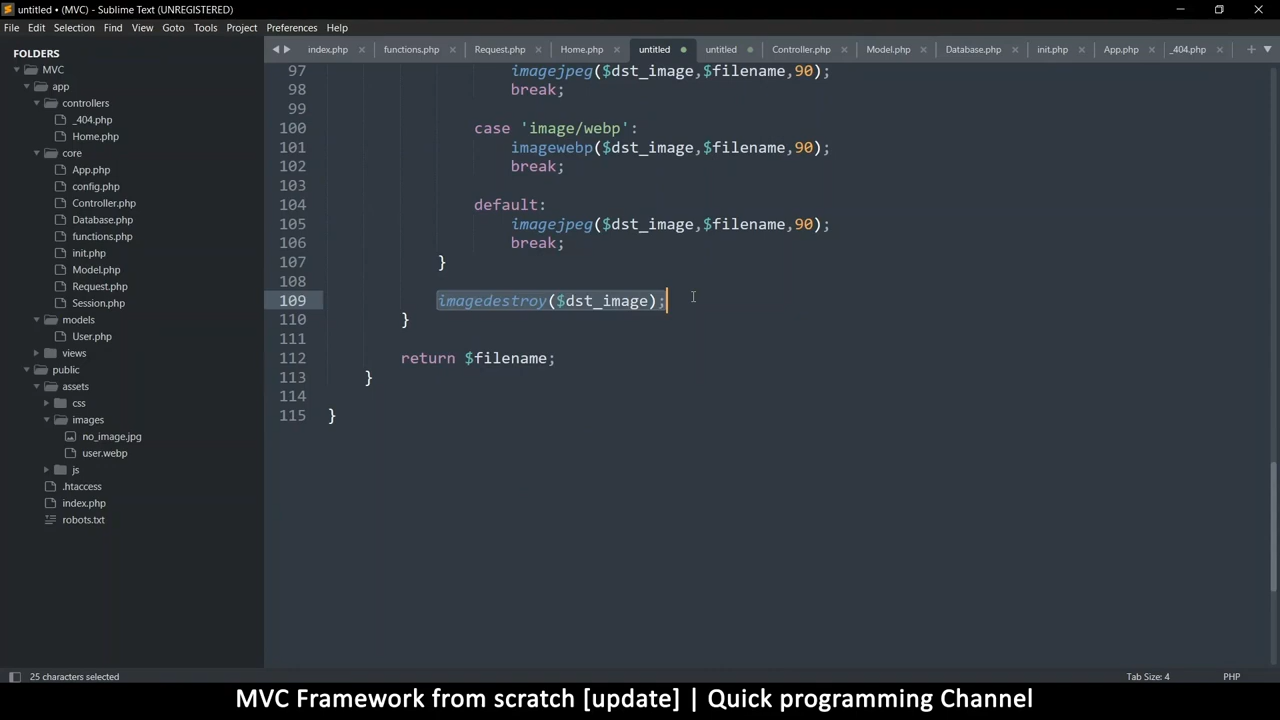 untitled • (MVC) - Sublime Text (UNREGISTERED)
File Edit Selection Find View Goto Tools Project Preferences Help
FOLDERS
MVC
app
controllers
_404.php
Home.php
core
App.php
config.php
Controller.php
Database.php
functions.php
init.php
Model.php
Request.php
Session.php
models
User.php
views
public
assets
css
images
no_image.jpg
user.webp
js
.htaccess
index.php
robots.txt
index.php × functions.php × Request.php × Home.php × untitled • untitled • Controller.php × Model.php × Database.php × init.php × App.php × _404.php ×
97 imagejpeg($dst_image,$filename,90);
98 break;
99
100 case 'image/webp':
101 imagewebp($dst_image,$filename,90);
102 break;
103
104 default:
105 imagejpeg($dst_image,$filename,90);
106 break;
107 }
108
109 imagedestroy($dst_image);
110 }
111
112 return $filename;
113 }
114
115 }
25 characters selected
Tab Size: 4
PHP
MVC Framework from scratch [update] | Quick programming Channel